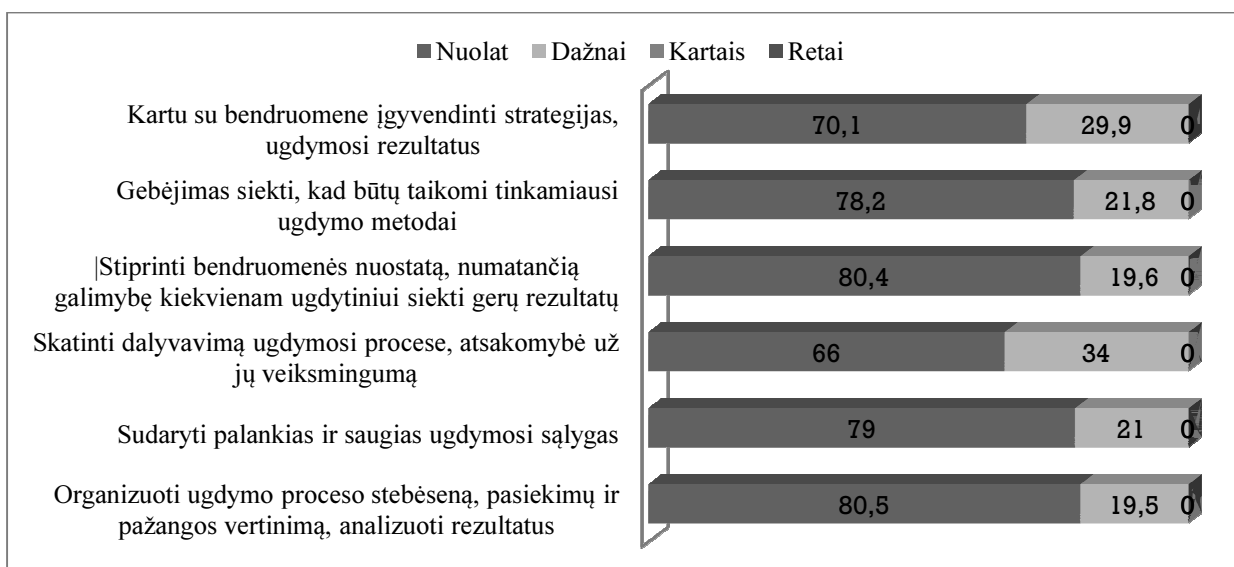 Nuolat Dažnai Kartais Retai
Kartu su bendruomene įgyvendinti strategijas,
ugdymosi rezultatus
70,1 29,9 0
Gebėjimas siekti, kad būtų taikomi tinkamiausi
ugdymo metodai
78,2 21,8 0
|Stiprinti bendruomenės nuostatą, numatančią
galimybę kiekvienam ugdytiniui siekti gerų rezultatų
80,4 19,6 0
Skatinti dalyvavimą ugdymosi procese, atsakomybė už
jų veiksmingumą
66 34 0
Sudaryti palankias ir saugias ugdymosi sąlygas
79 21 0
Organizuoti ugdymo proceso stebėseną, pasiekimų ir
pažangos vertinimą, analizuoti rezultatus
80,5 19,5 0